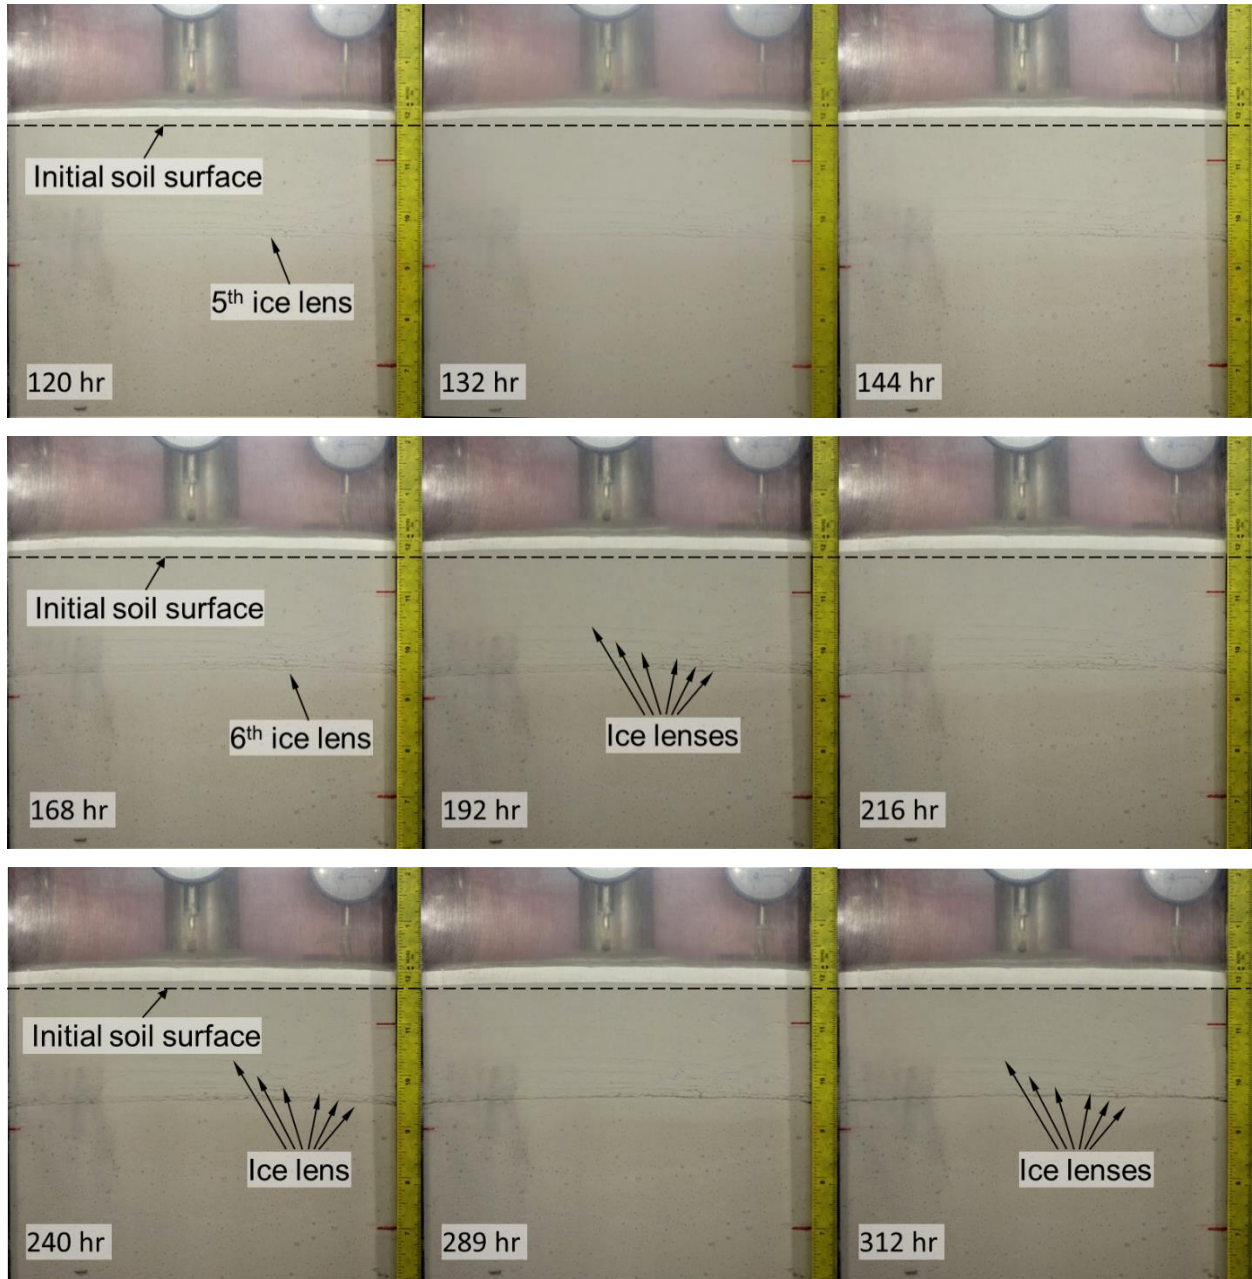 Initial soil surface
5th ice lens
120 hr
132 hr
144 hr
Initial soil surface
6th ice lens
Ice lenses
168 hr
192 hr
216 hr
Initial soil surface
Ice lens
Ice lenses
240 hr
289 hr
312 hr